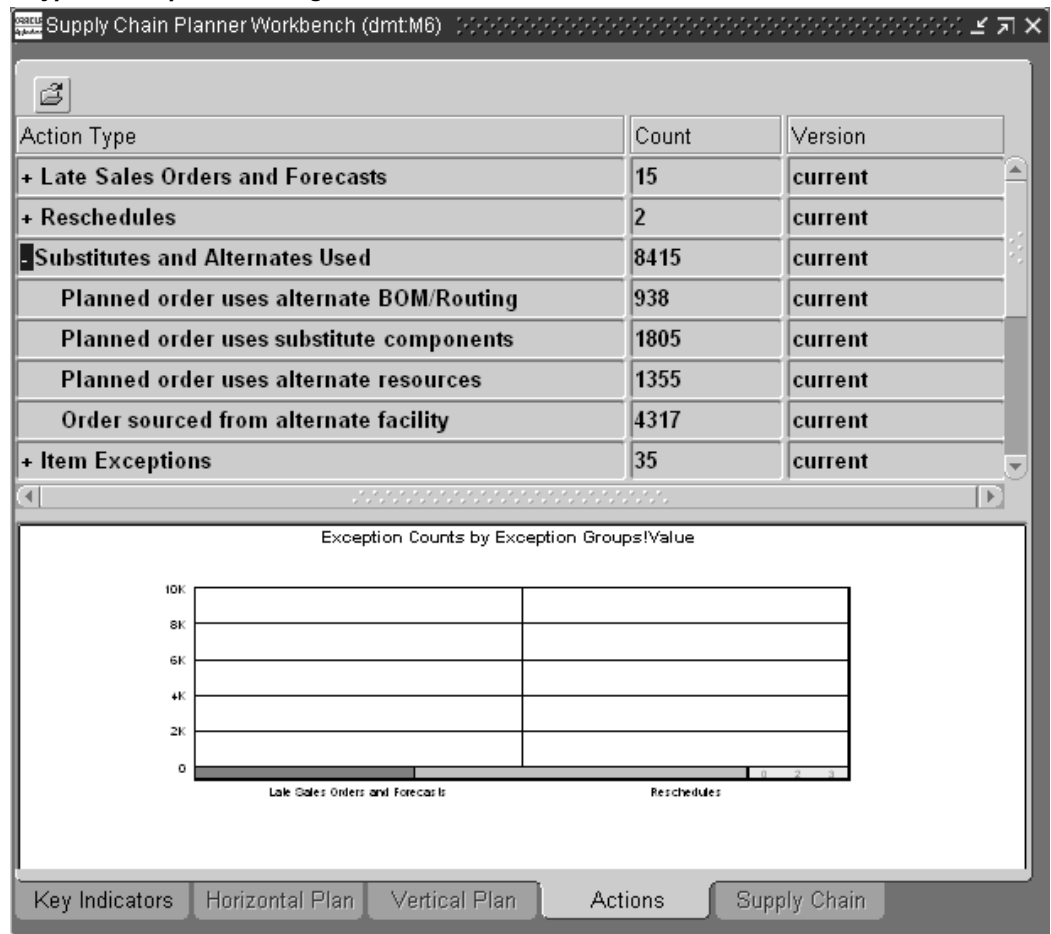 Supply Chain Planner Workbench (dmt:M6)
Action Type Count Version
+ Late Sales Orders and Forecasts 15 current
+ Reschedules 2 current
- Substitutes and Alternates Used 8415 current
Planned order uses alternate BOM/Routing 938 current
Planned order uses substitute components 1805 current
Planned order uses alternate resources 1355 current
Order sourced from alternate facility 4317 current
+ Item Exceptions 35 current
Exception Counts by Exception Groups!Value
10K
8K
6K
4K
2K
0
0 2 3
Late Sales Orders and Forecasts Reschedules
Key Indicators Horizontal Plan Vertical Plan Actions Supply Chain